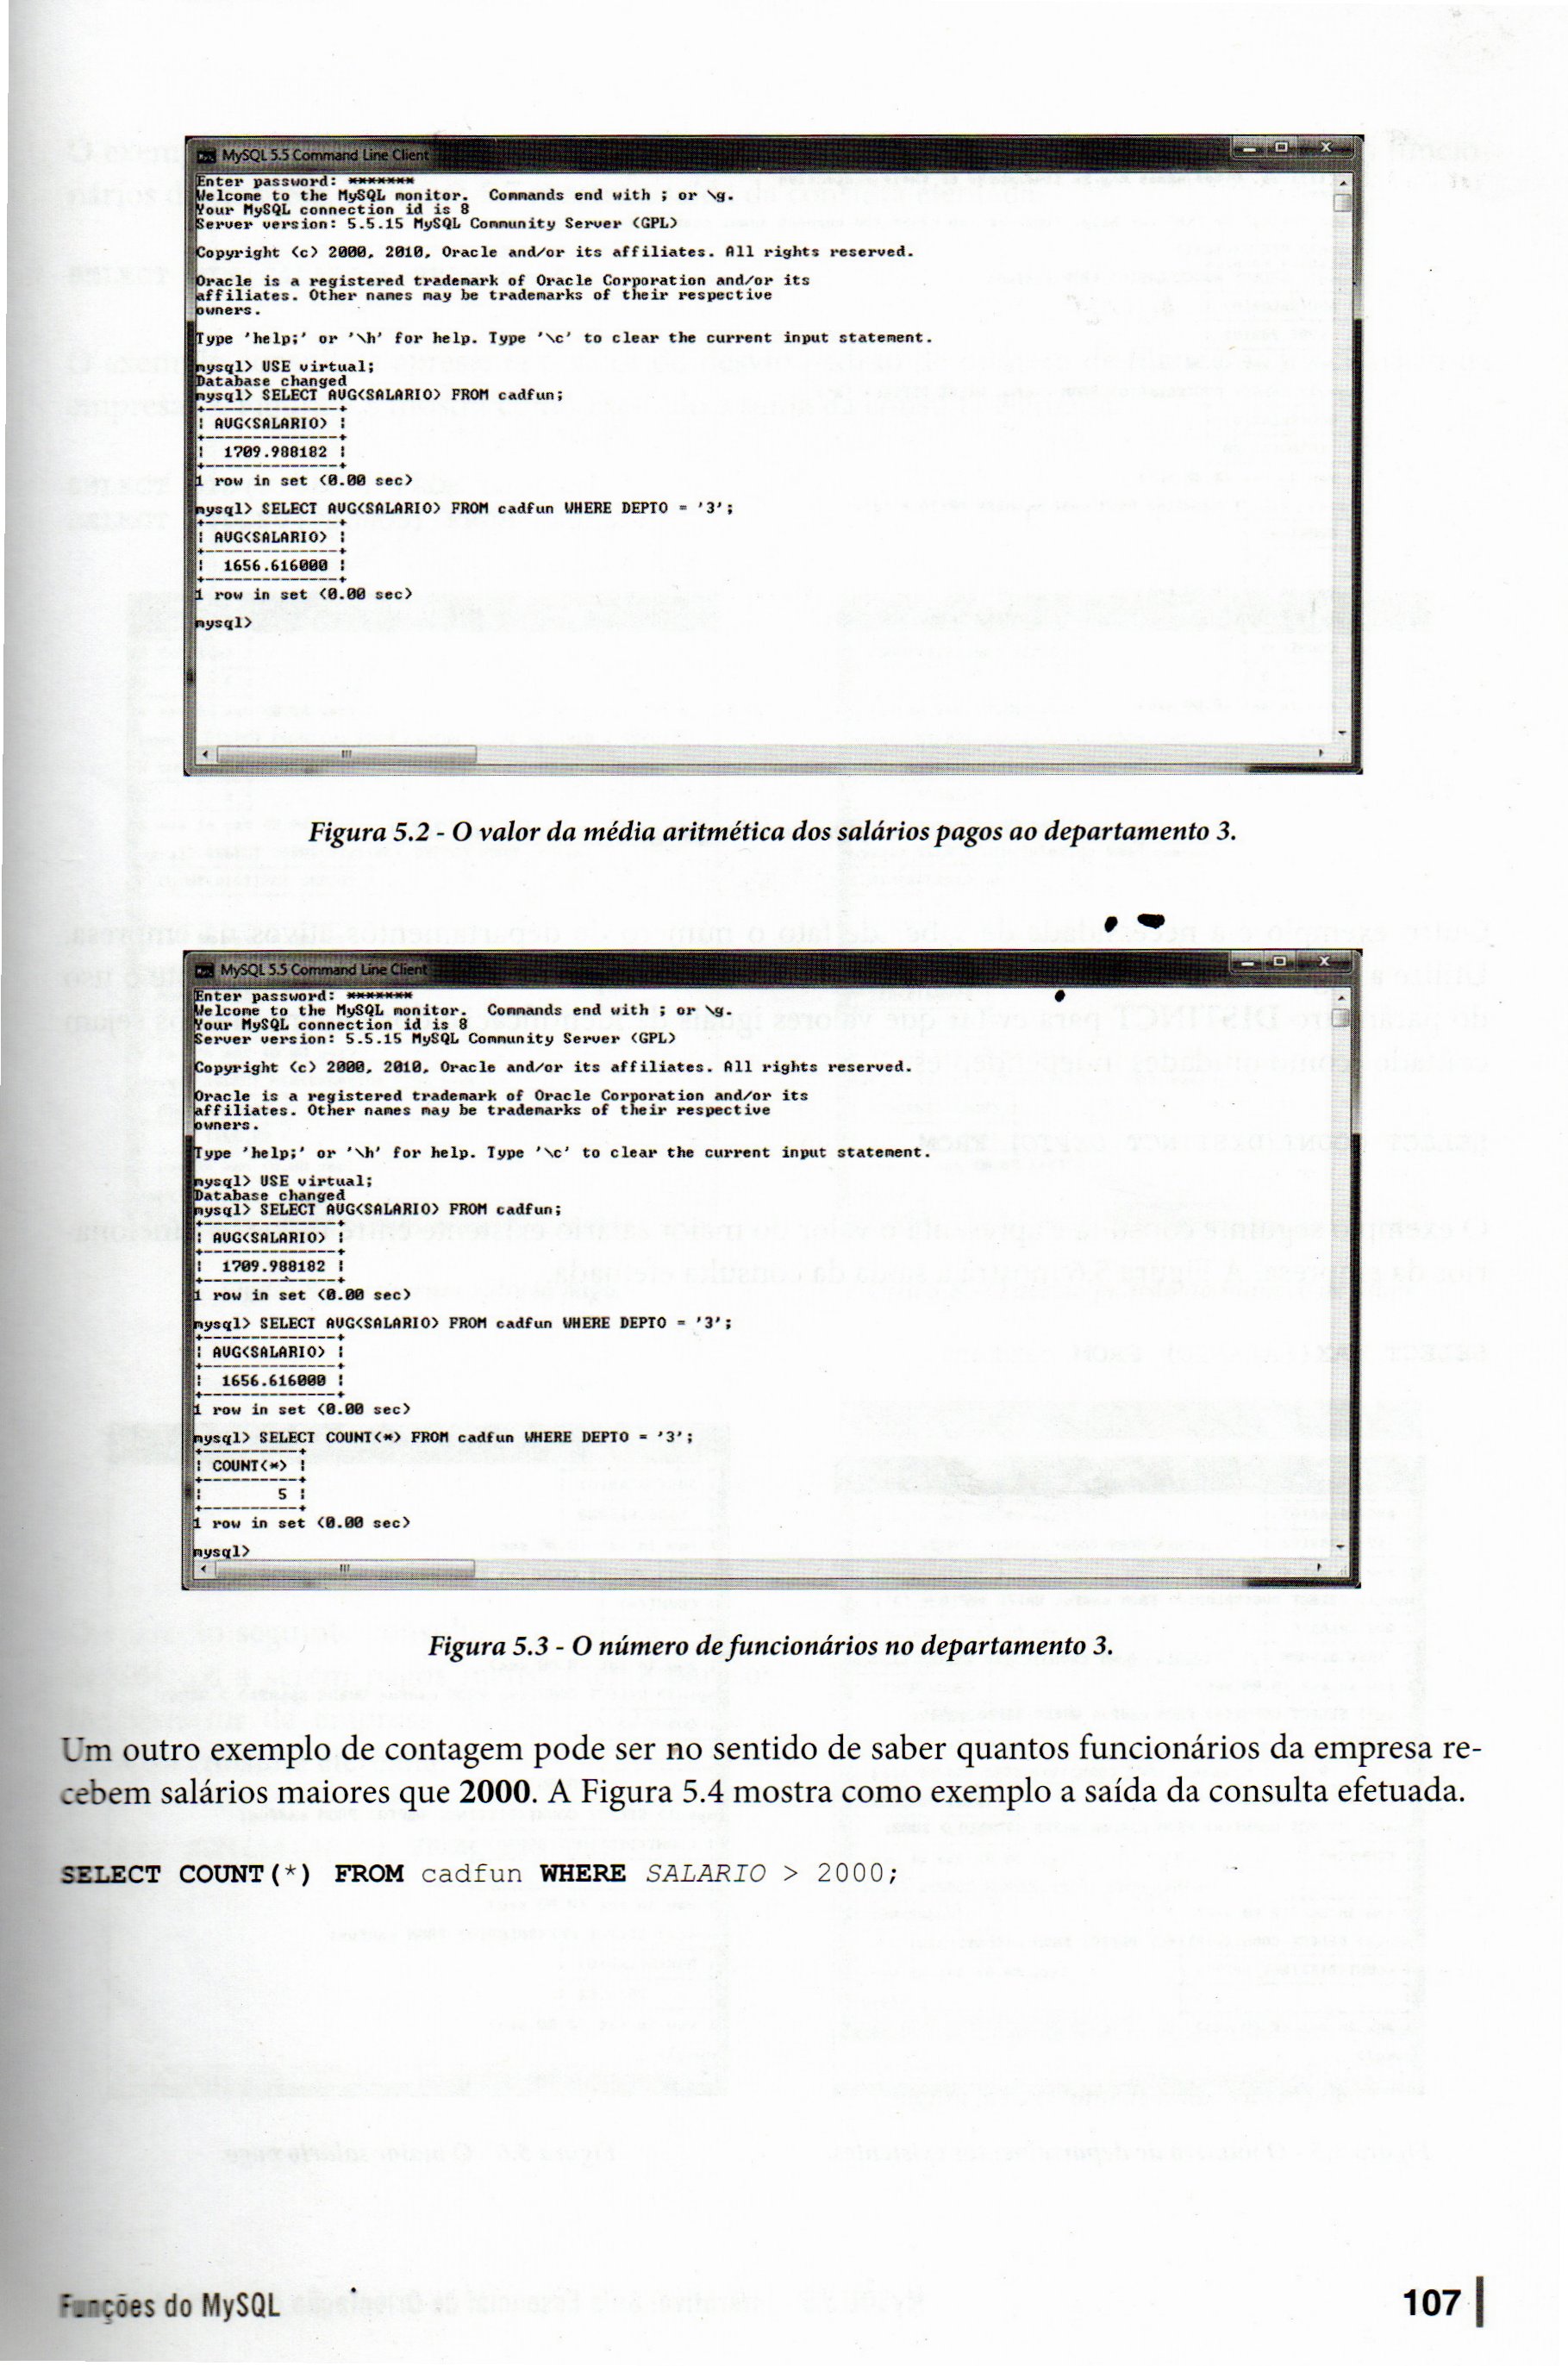 MySQL 5.5 Command Line Client
Enter password: *******
Welcome to the MySQL monitor.  Commands end with ; or \g.
Your MySQL connection id is 8
Server version: 5.5.15 MySQL Community Server (GPL)
Copyright (c) 2000, 2010, Oracle and/or its affiliates. All rights reserved.
Oracle is a registered trademark of Oracle Corporation and/or its
affiliates. Other names may be trademarks of their respective
owners.
Type 'help;' or '\h' for help. Type '\c' to clear the current input statement.
mysql> USE virtual;
Database changed
mysql> SELECT AVG(SALARIO) FROM cadfun;
+--------------+
| AVG(SALARIO) |
+--------------+
|  1709.988182 |
+--------------+
1 row in set (0.00 sec)
mysql> SELECT AVG(SALARIO) FROM cadfun WHERE DEPTO = '3';
+--------------+
| AVG(SALARIO) |
+--------------+
|  1656.616000 |
+--------------+
1 row in set (0.00 sec)
mysql>
Figura 5.2 - O valor da média aritmética dos salários pagos ao departamento 3.
MySQL 5.5 Command Line Client
Enter password: *******
Welcome to the MySQL monitor.  Commands end with ; or \g.
Your MySQL connection id is 8
Server version: 5.5.15 MySQL Community Server (GPL)
Copyright (c) 2000, 2010, Oracle and/or its affiliates. All rights reserved.
Oracle is a registered trademark of Oracle Corporation and/or its
affiliates. Other names may be trademarks of their respective
owners.
Type 'help;' or '\h' for help. Type '\c' to clear the current input statement.
mysql> USE virtual;
Database changed
mysql> SELECT AVG(SALARIO) FROM cadfun;
+--------------+
| AVG(SALARIO) |
+--------------+
|  1709.988182 |
+--------------+
1 row in set (0.00 sec)
mysql> SELECT AVG(SALARIO) FROM cadfun WHERE DEPTO = '3';
+--------------+
| AVG(SALARIO) |
+--------------+
|  1656.616000 |
+--------------+
1 row in set (0.00 sec)
mysql> SELECT COUNT(*) FROM cadfun WHERE DEPTO = '3';
+----------+
| COUNT(*) |
+----------+
|        5 |
+----------+
1 row in set (0.00 sec)
mysql>
Figura 5.3 - O número de funcionários no departamento 3.
Um outro exemplo de contagem pode ser no sentido de saber quantos funcionários da empresa re-
cebem salários maiores que 2000. A Figura 5.4 mostra como exemplo a saída da consulta efetuada.
SELECT COUNT(*) FROM cadfun WHERE SALARIO > 2000;
Funções do MySQL
107